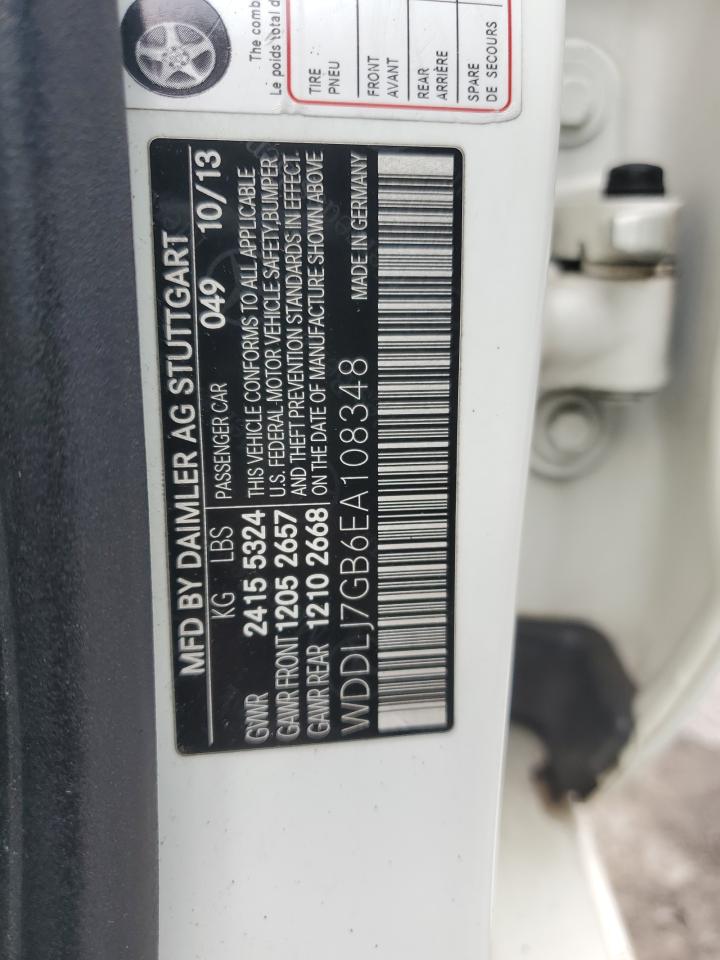 The comb
Le poids total d
TIRE
PNEU
FRONT
AVANT
REAR
ARRIÈRE
SPARE
DE SECOURS
MFD BY DAIMLER AG STUTTGART
KG LBS PASSENGER CAR 049 10/13
GVWR 2415 5324
GAWR FRONT 1205 2657
GAWR REAR 1210 2668
THIS VEHICLE CONFORMS TO ALL APPLICABLE
U.S. FEDERAL MOTOR VEHICLE SAFETY, BUMPER
AND THEFT PREVENTION STANDARDS IN EFFECT
ON THE DATE OF MANUFACTURE SHOWN ABOVE
WDDLJ7GB6EA108348 MADE IN GERMANY